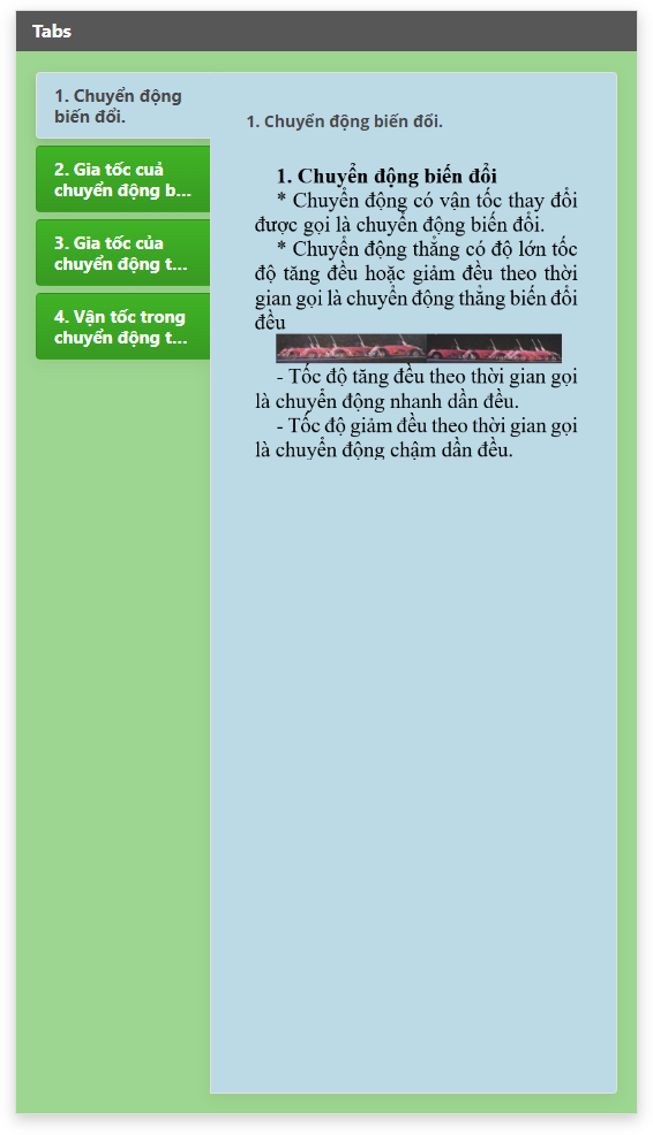 Tabs
1. Chuyển động
biến đổi.
2. Gia tốc cuả
chuyển động b...
3. Gia tốc của
chuyển động t...
4. Vận tốc trong
chuyển động t...
1. Chuyển động biến đổi.
1. Chuyển động biến đổi
* Chuyển động có vận tốc thay đổi
được gọi là chuyển động biến đổi.
* Chuyển động thẳng có độ lớn tốc
độ tăng đều hoặc giảm đều theo thời
gian gọi là chuyển động thẳng biến đổi
đều
- Tốc độ tăng đều theo thời gian gọi
là chuyển động nhanh dần đều.
- Tốc độ giảm đều theo thời gian gọi
là chuyển động chậm dần đều.